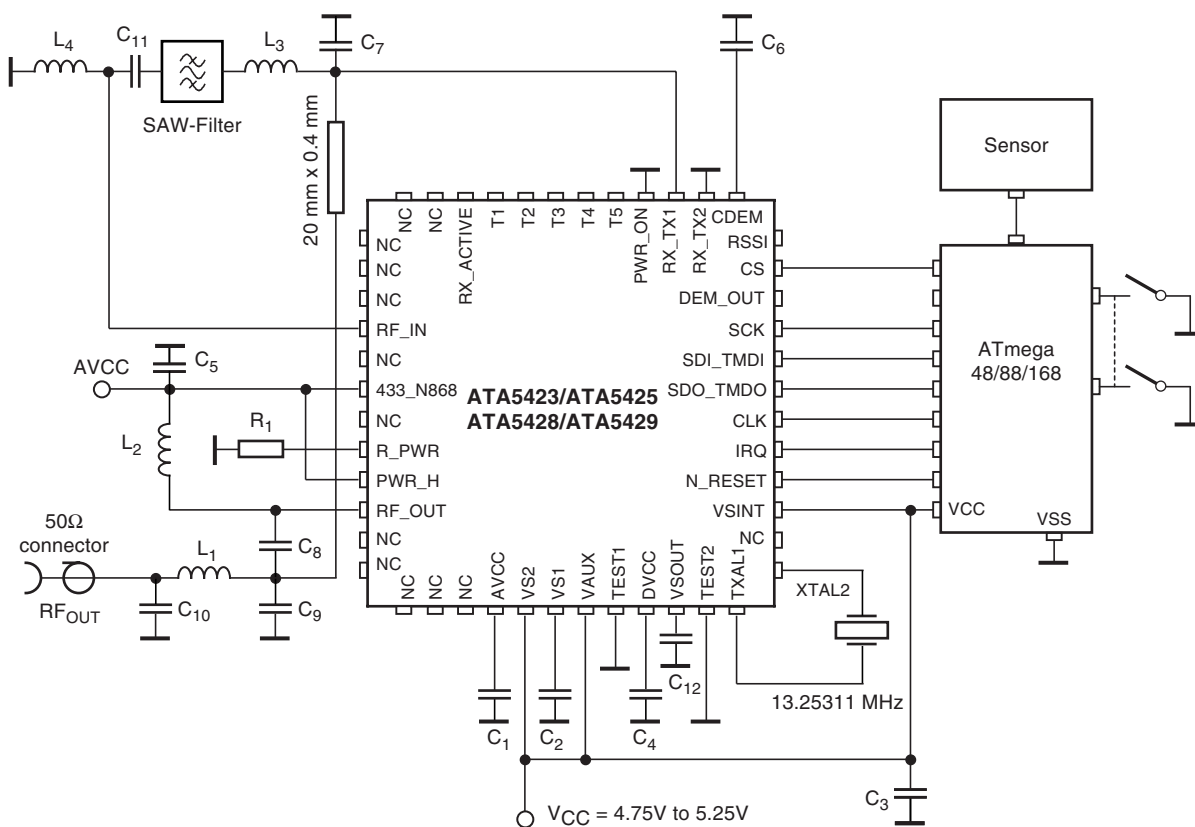 L4
C11
L3
C7
C6
SAW-Filter
20 mm x 0.4 mm
Sensor
NC
NC
RX_ACTIVE
T1
T2
T3
T4
T5
PWR_ON
RX_TX1
RX_TX2
CDEM
NC
NC
NC
RF_IN
NC
433_N868
NC
R_PWR
PWR_H
RF_OUT
NC
NC
RSSI
CS
DEM_OUT
SCK
SDI_TMDI
SDO_TMDO
CLK
IRQ
N_RESET
VSINT
NC
XTAL2
ATA5423/ATA5425
ATA5428/ATA5429
ATmega
48/88/168
VCC
VSS
AVCC
C5
L2
R1
50Ω
connector
RFOUT
L1
C8
C10
C9
NC
NC
NC
AVCC
VS2
VS1
VAUX
TEST1
DVCC
VSOUT
TEST2
TXAL1
C12
13.25311 MHz
C1
C2
C4
C3
VCC = 4.75V to 5.25V